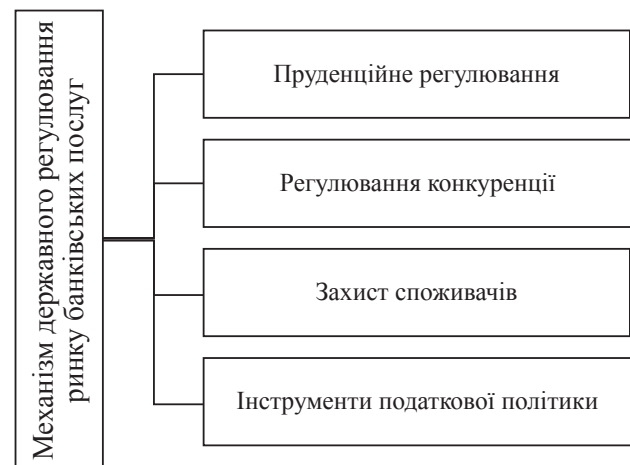 Механізм державного регулювання
ринку банківських послуг
Пруденційне регулювання
Регулювання конкуренції
Захист споживачів
Інструменти податкової політики